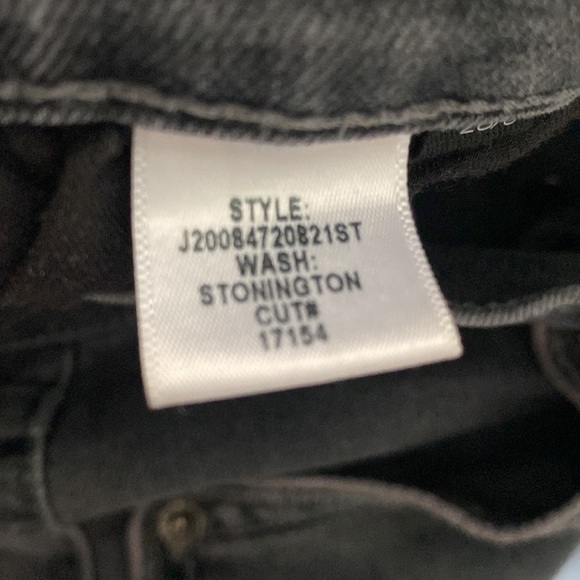 STYLE:
J20084720821ST
WASH:
STONINGTON
CUT#
17154